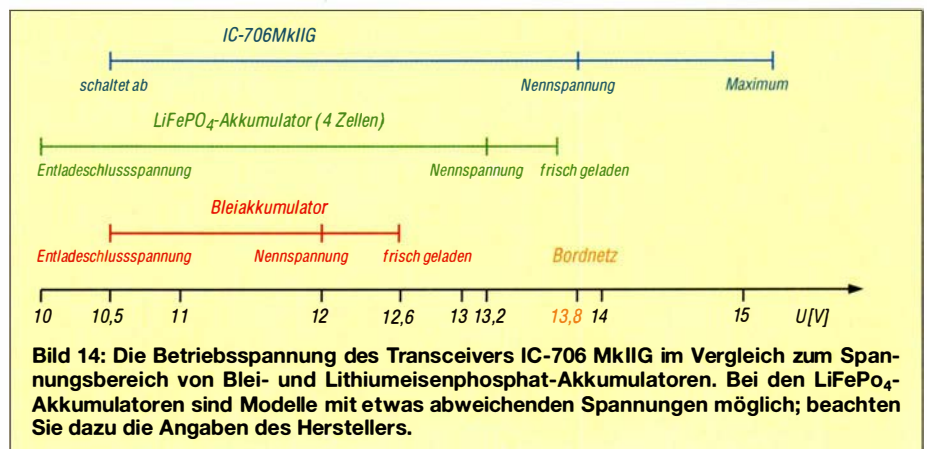 IC-706MkIIG
schaltet ab Nennspannung Maximum
LiFePO4-Akkumulator (4 Zellen)
Entladeschlussspannung Nennspannung frisch geladen
Bleiakkumulator
Entladeschlussspannung Nennspannung frisch geladen Bordnetz
10 10,5 11 12 12,6 13 13,2 13,8 14 15 U[V]
Bild 14: Die Betriebsspannung des Transceivers IC-706 MkIIG im Vergleich zum Span-
nungsbereich von Blei- und Lithiumeisenphosphat-Akkumulatoren. Bei den LiFePo4-
Akkumulatoren sind Modelle mit etwas abweichenden Spannungen möglich; beachten
Sie dazu die Angaben des Herstellers.